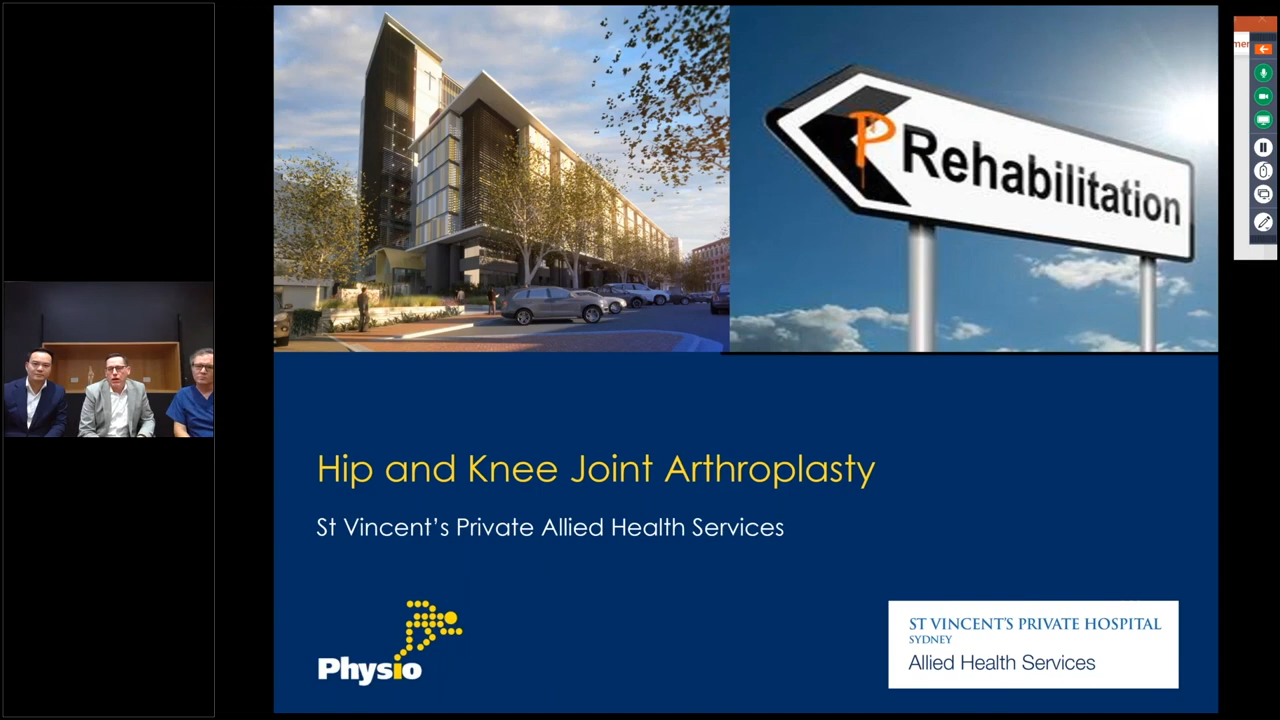 PRehabilitation
Hip and Knee Joint Arthroplasty
St Vincent's Private Allied Health Services
Physio
ST VINCENT'S PRIVATE HOSPITAL
SYDNEY
Allied Health Services